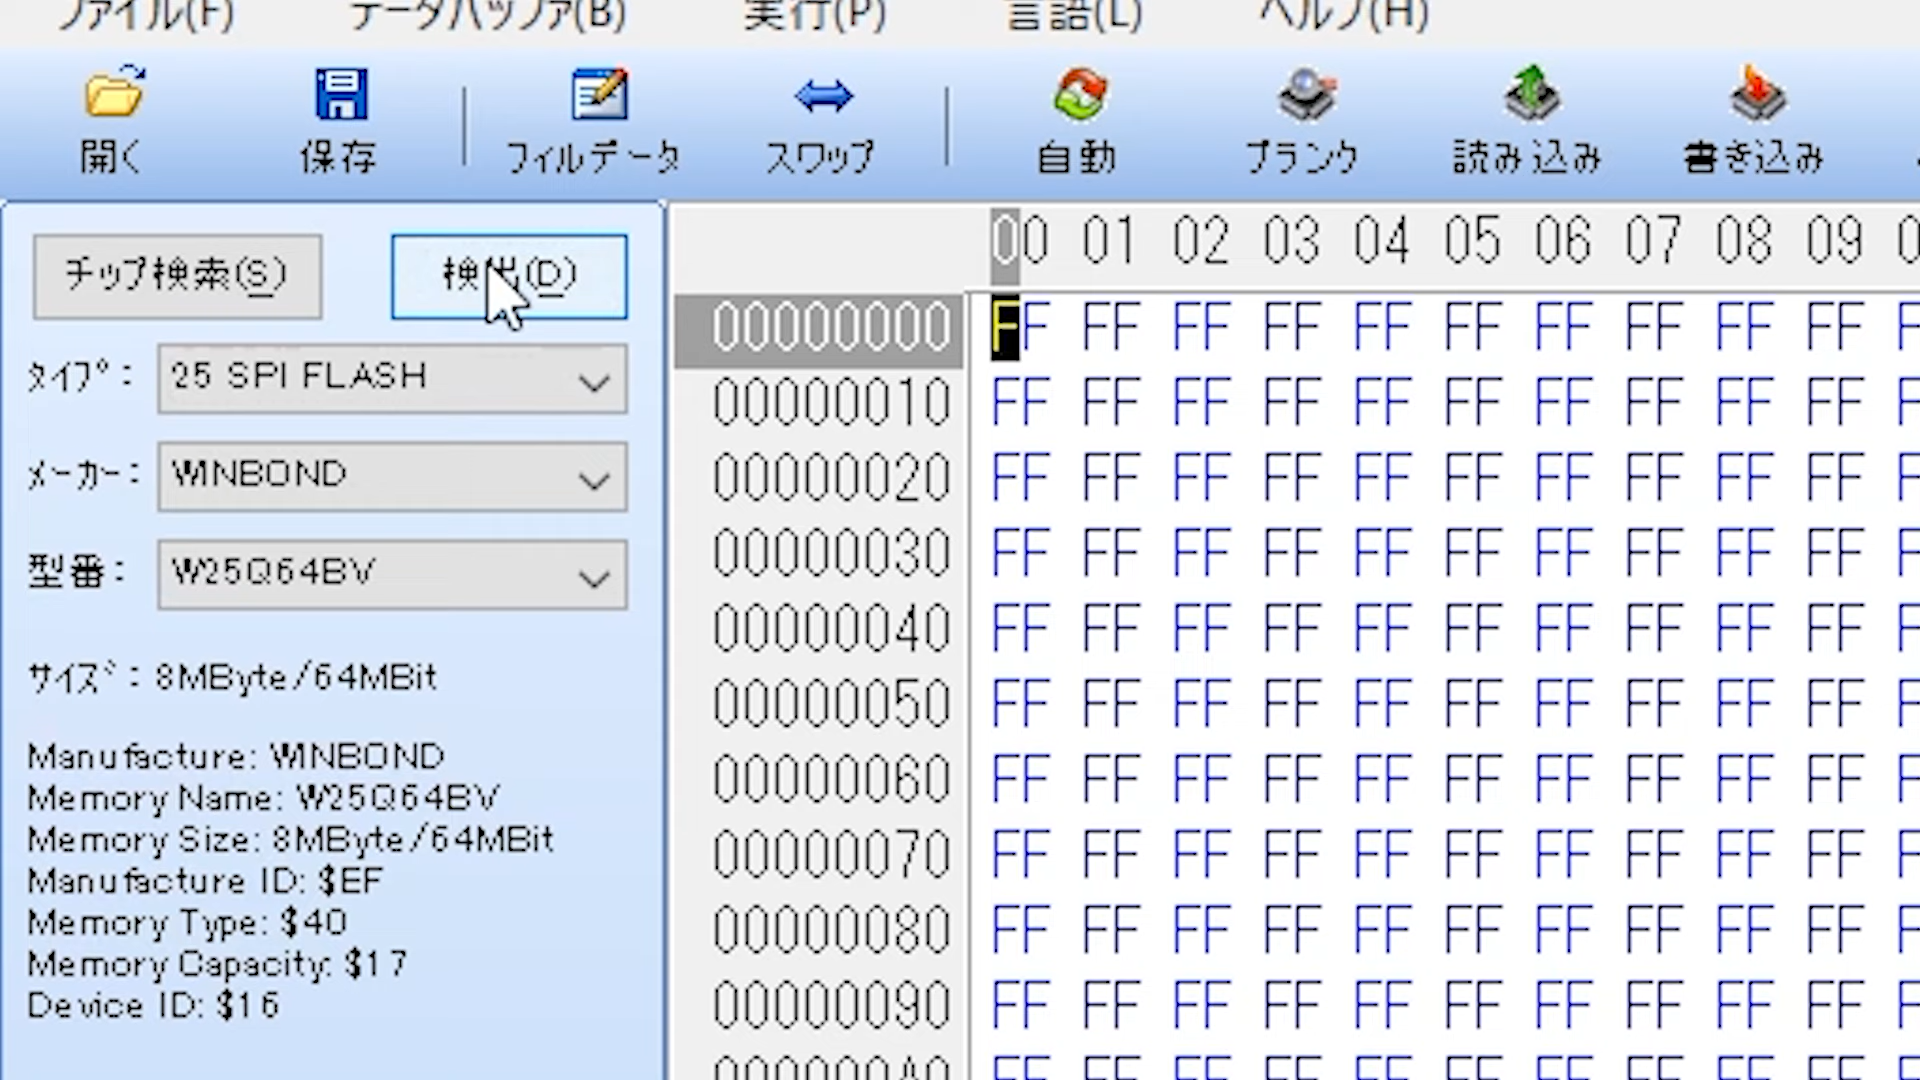 ファイル(F) データバッファ(B) 実行(P) 言語(L) ヘルプ(H)
開く 保存 フィルデータ スワップ 自動 ブランク 読み込み 書き込み
チップ検索(S) 検出(D)
タイプ: 25 SPI FLASH
メーカー: WINBOND
型番: W25Q64BV
サイズ: 8MByte/64MBit
Manufacture: WINBOND
Memory Name: W25Q64BV
Memory Size: 8MByte/64MBit
Manufacture ID: $EF
Memory Type: $40
Memory Capacity: $17
Device ID: $16
00 01 02 03 04 05 06 07 08 09
00000000 FF FF FF FF FF FF FF FF FF FF
00000010 FF FF FF FF FF FF FF FF FF FF
00000020 FF FF FF FF FF FF FF FF FF FF
00000030 FF FF FF FF FF FF FF FF FF FF
00000040 FF FF FF FF FF FF FF FF FF FF
00000050 FF FF FF FF FF FF FF FF FF FF
00000060 FF FF FF FF FF FF FF FF FF FF
00000070 FF FF FF FF FF FF FF FF FF FF
00000080 FF FF FF FF FF FF FF FF FF FF
00000090 FF FF FF FF FF FF FF FF FF FF
000000A0 FF FF FF FF FF FF FF FF FF FF